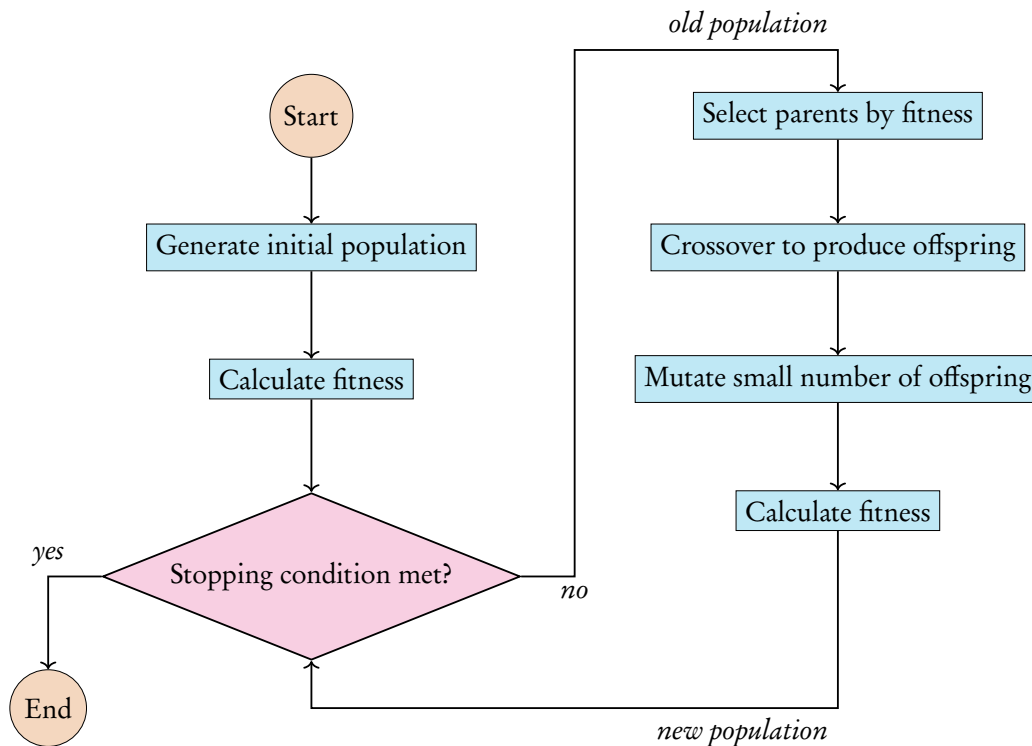 Start
Generate initial population
Calculate fitness
Stopping condition met?
yes
End
no
old population
Select parents by fitness
Crossover to produce offspring
Mutate small number of offspring
Calculate fitness
new population